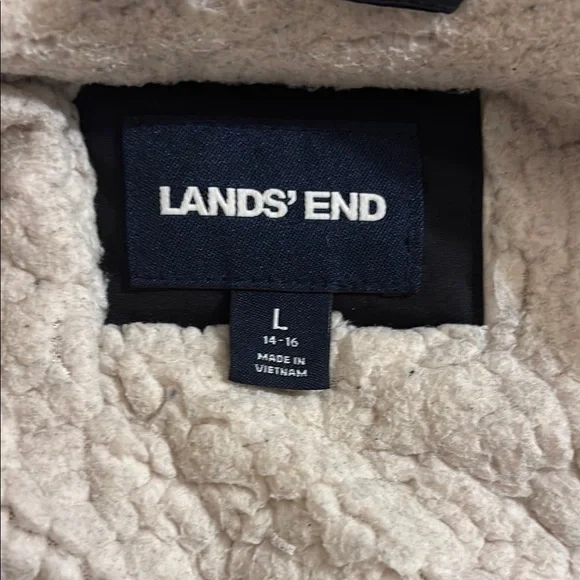 LANDS' END
L
14-16
MADE IN
VIETNAM